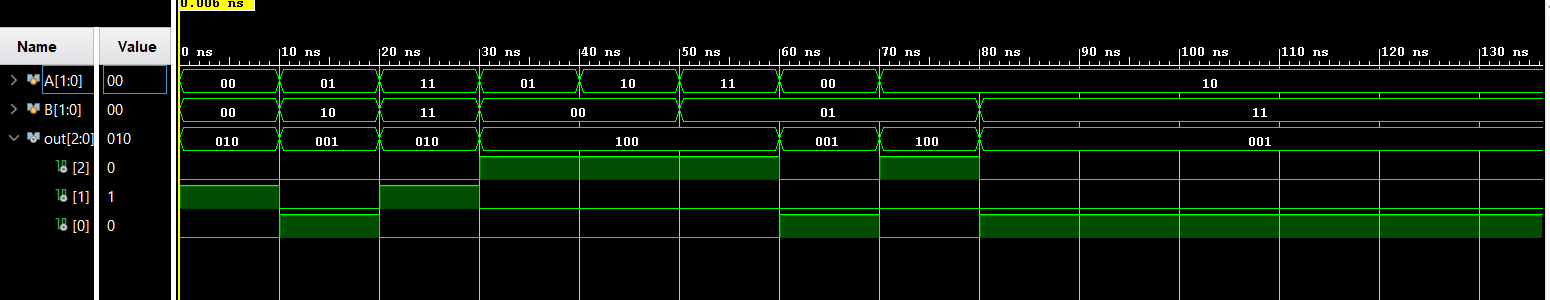 0.006 ns
Name Value
0 ns 10 ns 20 ns 30 ns 40 ns 50 ns 60 ns 70 ns 80 ns 90 ns 100 ns 110 ns 120 ns 130 ns
A[1:0] 00 00 01 11 01 10 11 00 10
B[1:0] 00 00 10 11 00 01 11
out[2:0] 010 010 001 010 100 001 100 001
[2] 0
[1] 1
[0] 0